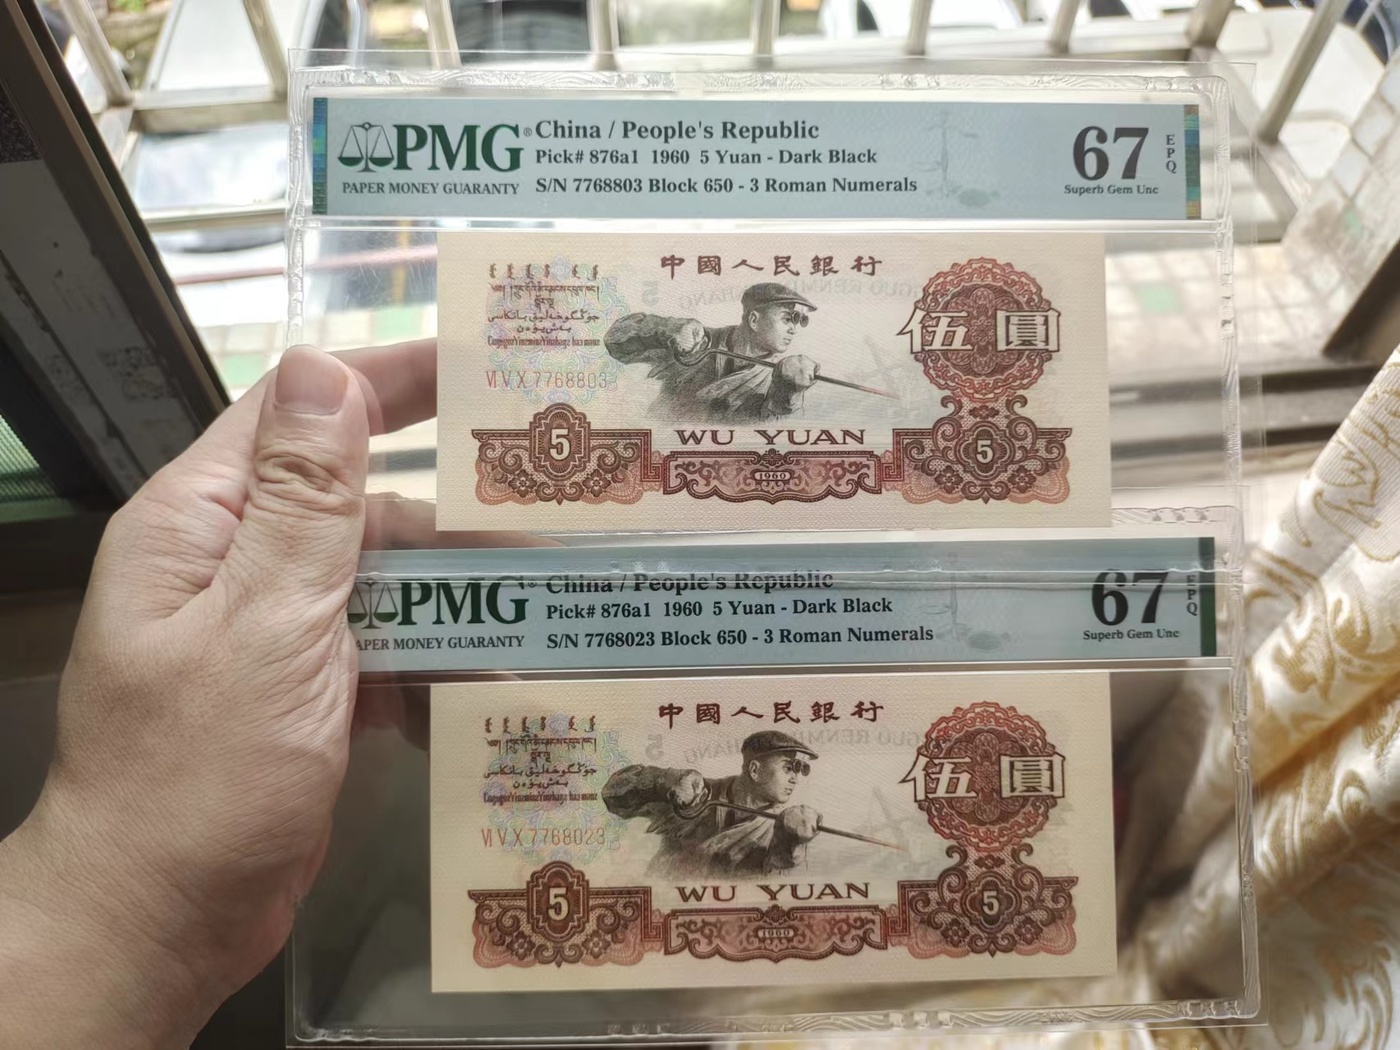 PMG®
PAPER MONEY GUARANTY
China / People's Republic
Pick# 876a1 1960 5 Yuan - Dark Black
S/N 7768803 Block 650 - 3 Roman Numerals
67 EPQ
Superb Gem Unc
中國人民銀行
伍圓
VI V X 7768803
5
WU YUAN
1960
5
PMG®
APER MONEY GUARANTY
China / People's Republic
Pick# 876a1 1960 5 Yuan - Dark Black
S/N 7768023 Block 650 - 3 Roman Numerals
67 EPQ
Superb Gem Unc
中國人民銀行
伍圓
VI V X 7768023
5
WU YUAN
1960
5